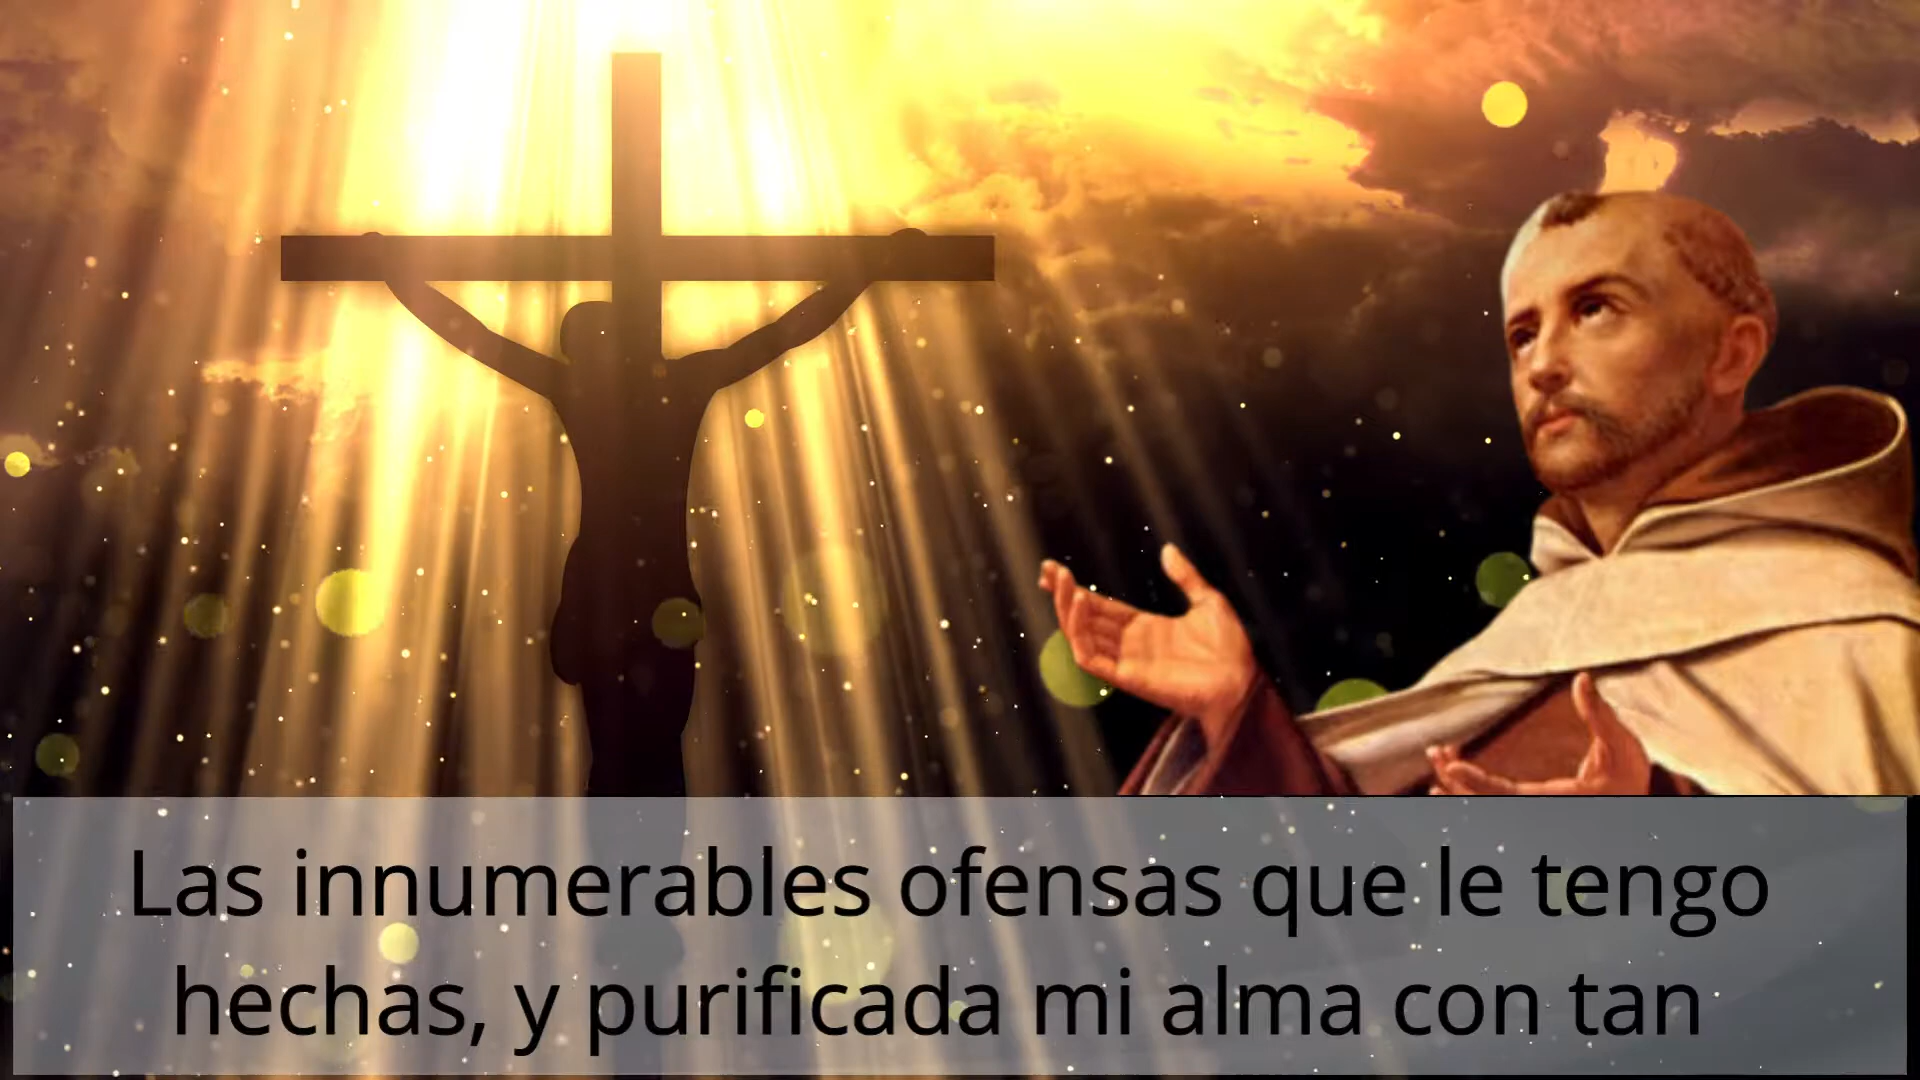 Las innumerables ofensas que le tengo
hechas, y purificada mi alma con tan